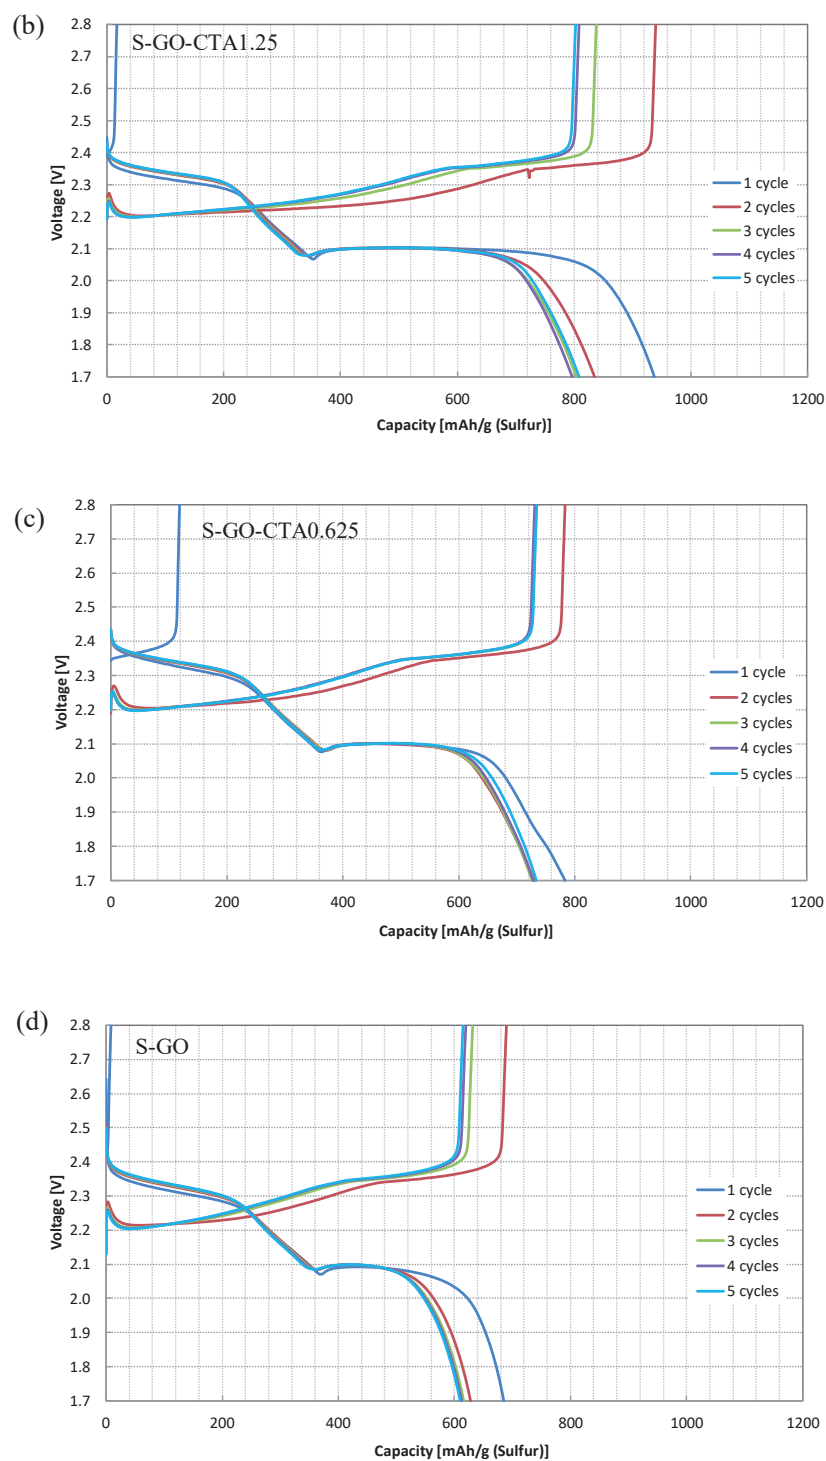 (b)
S-GO-CTA1.25
2.8
2.7
2.6
2.5
2.4
2.3
2.2
2.1
2.0
1.9
1.8
1.7
Voltage [V]
1 cycle
2 cycles
3 cycles
4 cycles
5 cycles
0 200 400 600 800 1000 1200
Capacity [mAh/g (Sulfur)]
(c)
S-GO-CTA0.625
2.8
2.7
2.6
2.5
2.4
2.3
2.2
2.1
2.0
1.9
1.8
1.7
Voltage [V]
1 cycle
2 cycles
3 cycles
4 cycles
5 cycles
0 200 400 600 800 1000 1200
Capacity [mAh/g (Sulfur)]
(d)
S-GO
2.8
2.7
2.6
2.5
2.4
2.3
2.2
2.1
2.0
1.9
1.8
1.7
Voltage [V]
1 cycle
2 cycles
3 cycles
4 cycles
5 cycles
0 200 400 600 800 1000 1200
Capacity [mAh/g (Sulfur)]